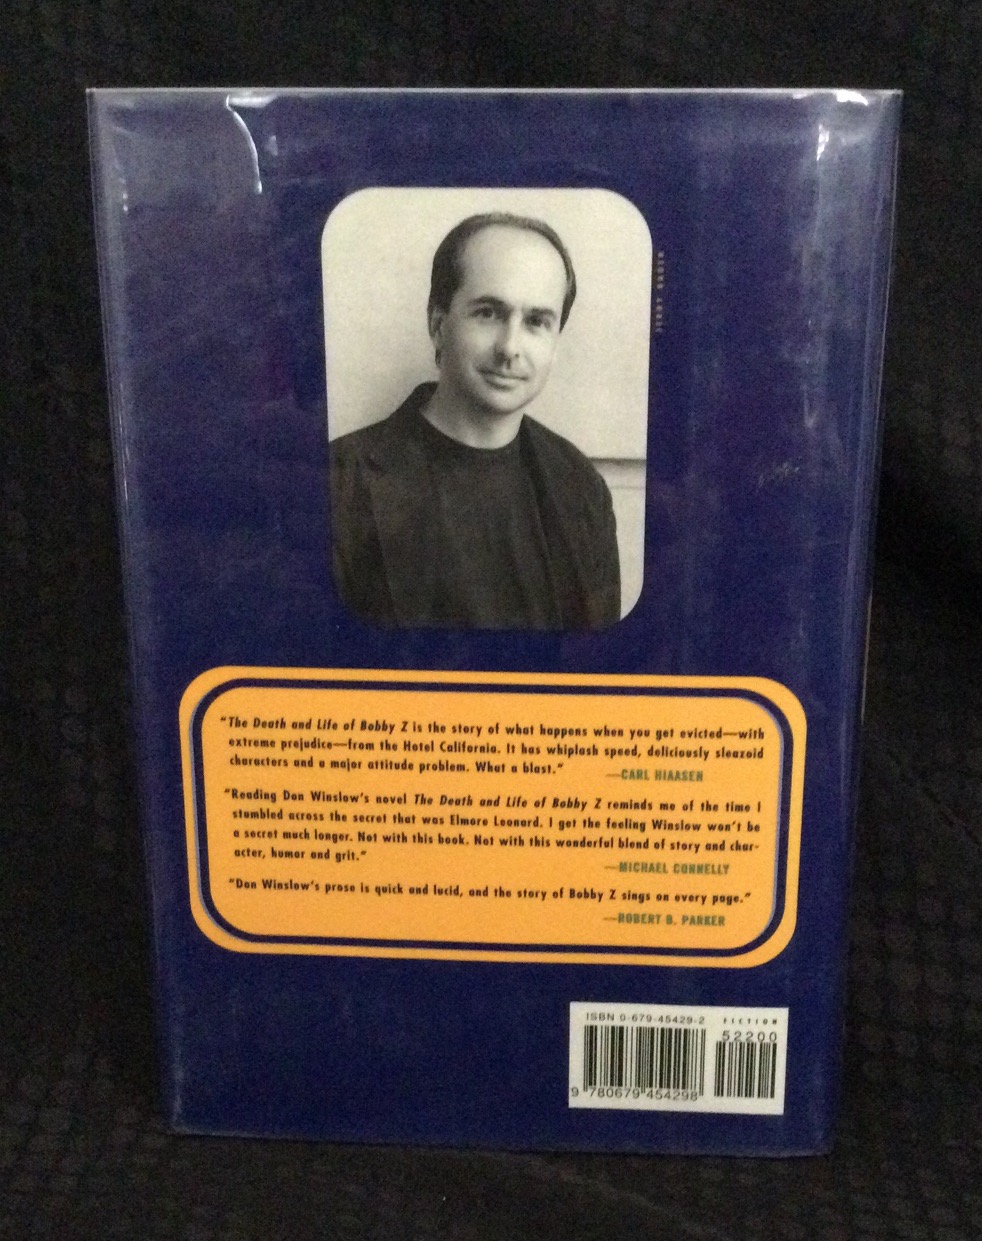 JERRY BAUER
“The Death and Life of Bobby Z is the story of what happens when you get evicted—with
extreme prejudice—from the Hotel California. It has whiplash speed, deliciously sleazoid
characters and a major attitude problem. What a blast.”
—CARL HIAASEN
“Reading Don Winslow's novel The Death and Life of Bobby Z reminds me of the time I
stumbled across the secret that was Elmore Leonard. I get the feeling Winslow won't be
a secret much longer. Not with this book. Not with this wonderful blend of story and char-
acter, humor and grit.”
—MICHAEL CONNELLY
“Don Winslow's prose is quick and lucid, and the story of Bobby Z sings on every page.”
—ROBERT B. PARKER
ISBN 0-679-45429-2 FICTION
52200
9 780679 454298